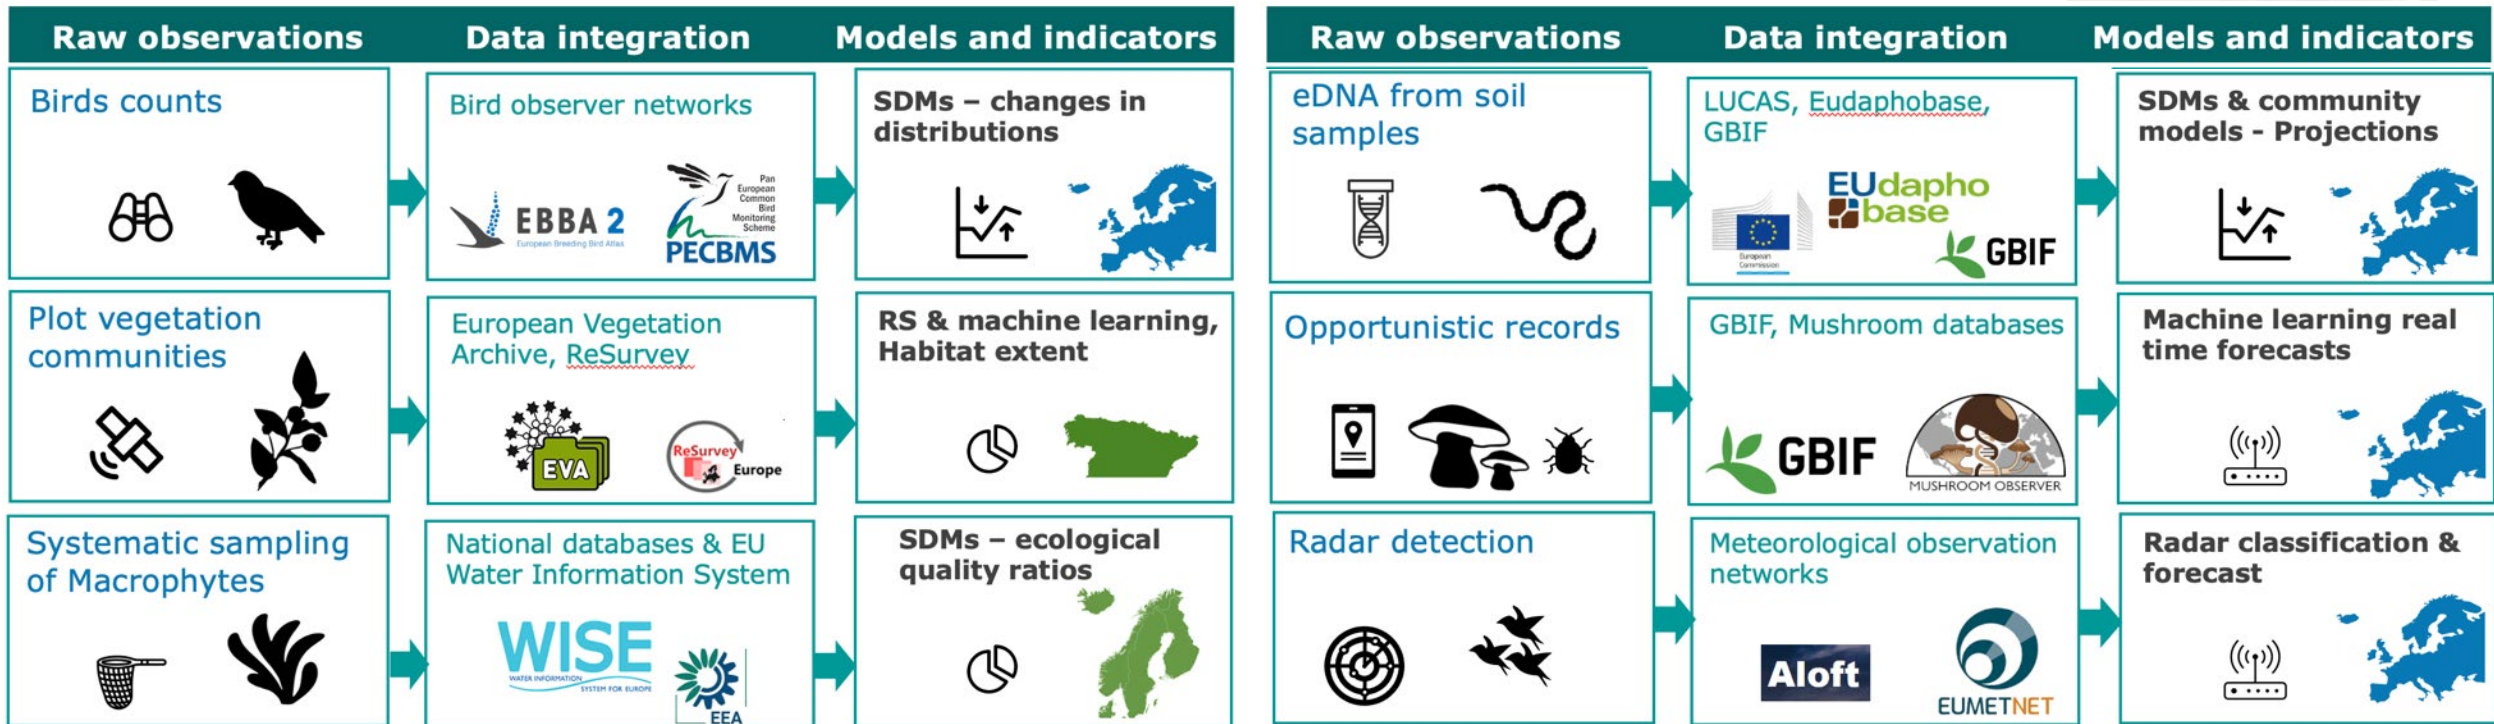 Raw observations
Data integration
Models and indicators
Birds counts
Bird observer networks
EBBA 2
European Breeding Bird Atlas
Pan
European
Common
Bird
Monitoring
Scheme
PECBMS
SDMs – changes in
distributions
Plot vegetation
communities
European Vegetation
Archive, ReSurvey
EVA
ReSurvey
Europe
RS & machine learning,
Habitat extent
Systematic sampling
of Macrophytes
National databases & EU
Water Information System
WISE
WATER INFORMATION
SYSTEM FOR EUROPE
EEA
SDMs – ecological
quality ratios
Raw observations
Data integration
Models and indicators
eDNA from soil
samples
LUCAS, Eudaphobase,
GBIF
European
Commission
EUdapho
base
GBIF
SDMs & community
models - Projections
Opportunistic records
GBIF, Mushroom databases
GBIF
MUSHROOM OBSERVER
Machine learning real
time forecasts
Radar detection
Meteorological observation
networks
Aloft
EUMETNET
Radar classification &
forecast